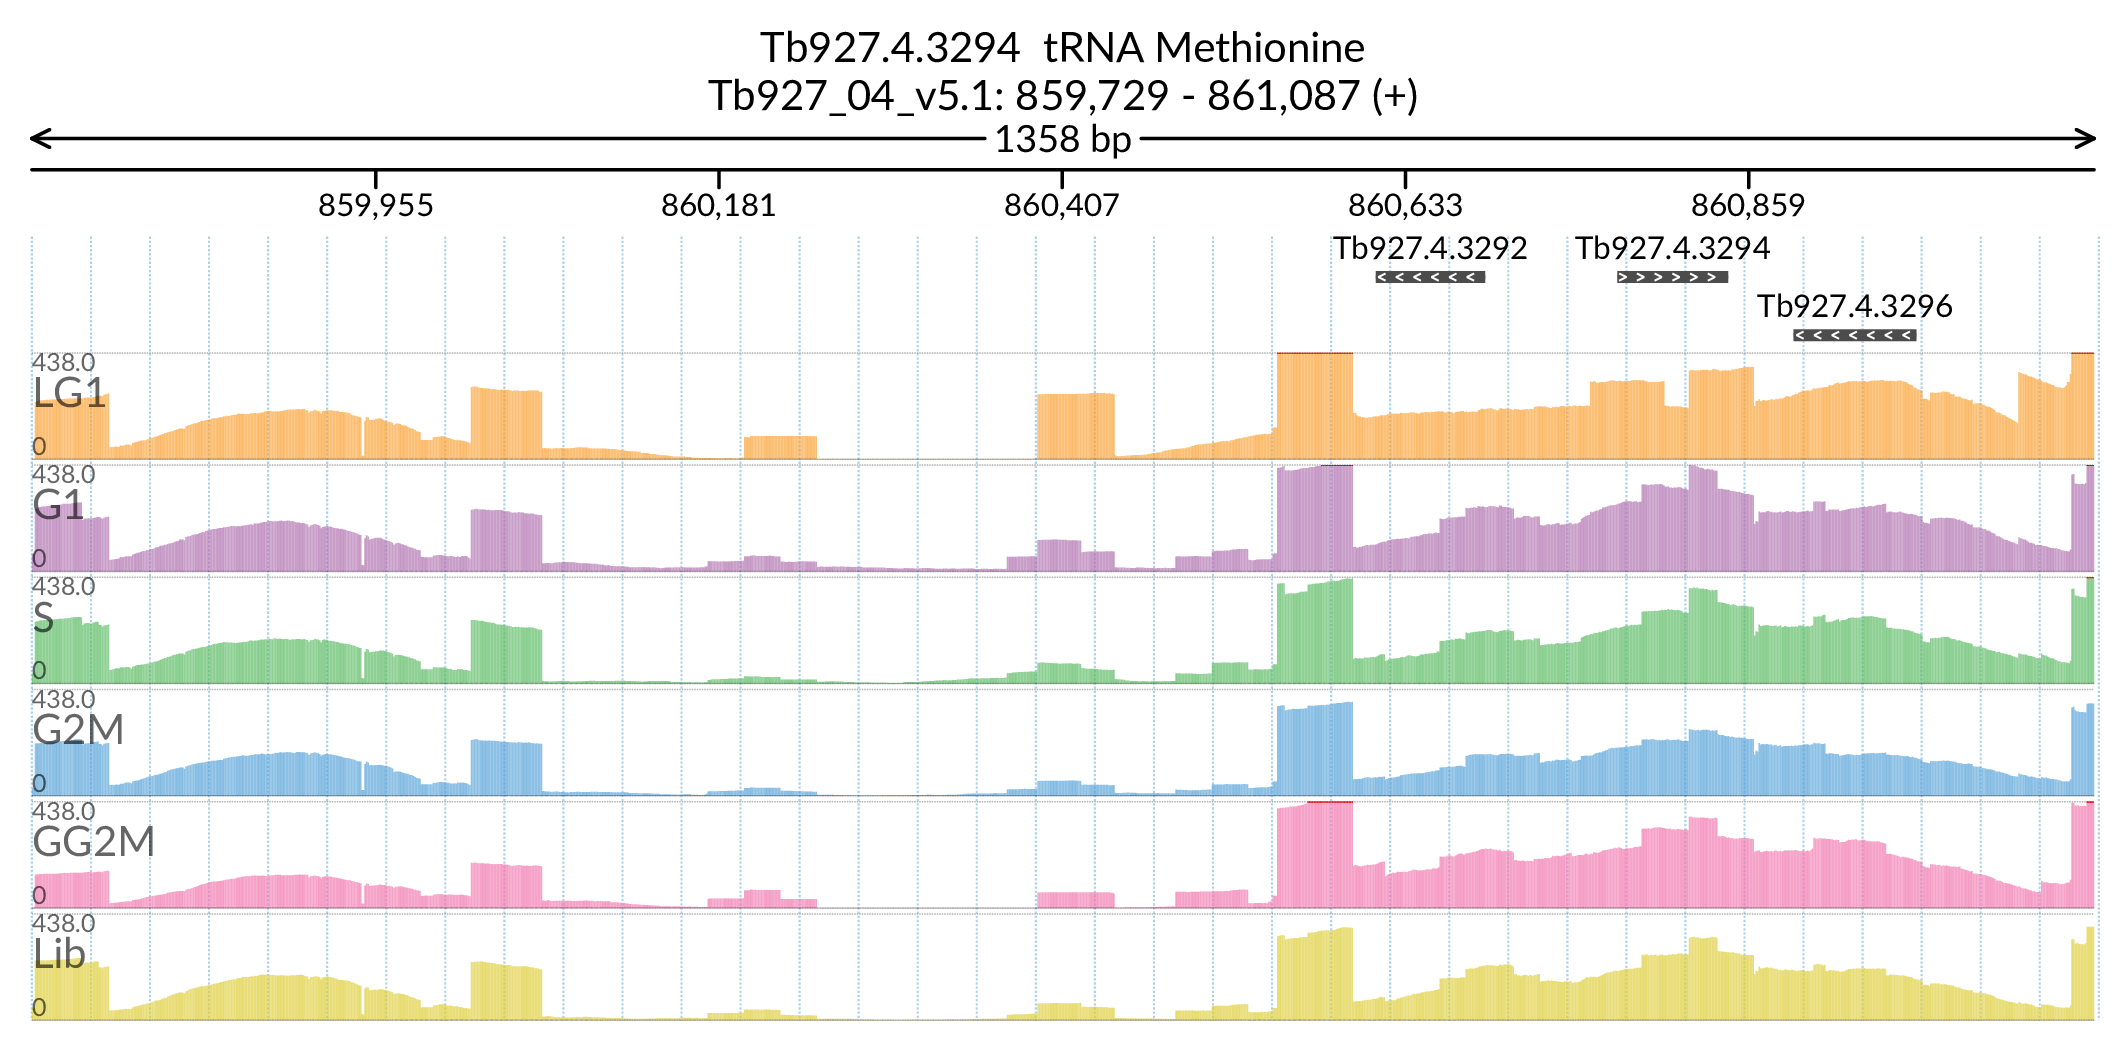 Tb927.4.3294 tRNA Methionine
Tb927_04_v5.1: 859,729 - 861,087 (+)
1358 bp
859,955 860,181 860,407 860,633 860,859
Tb927.4.3292 Tb927.4.3294
Tb927.4.3296
438.0
LG1
0
438.0
G1
0
438.0
S
0
438.0
G2M
0
438.0
GG2M
0
438.0
Lib
0